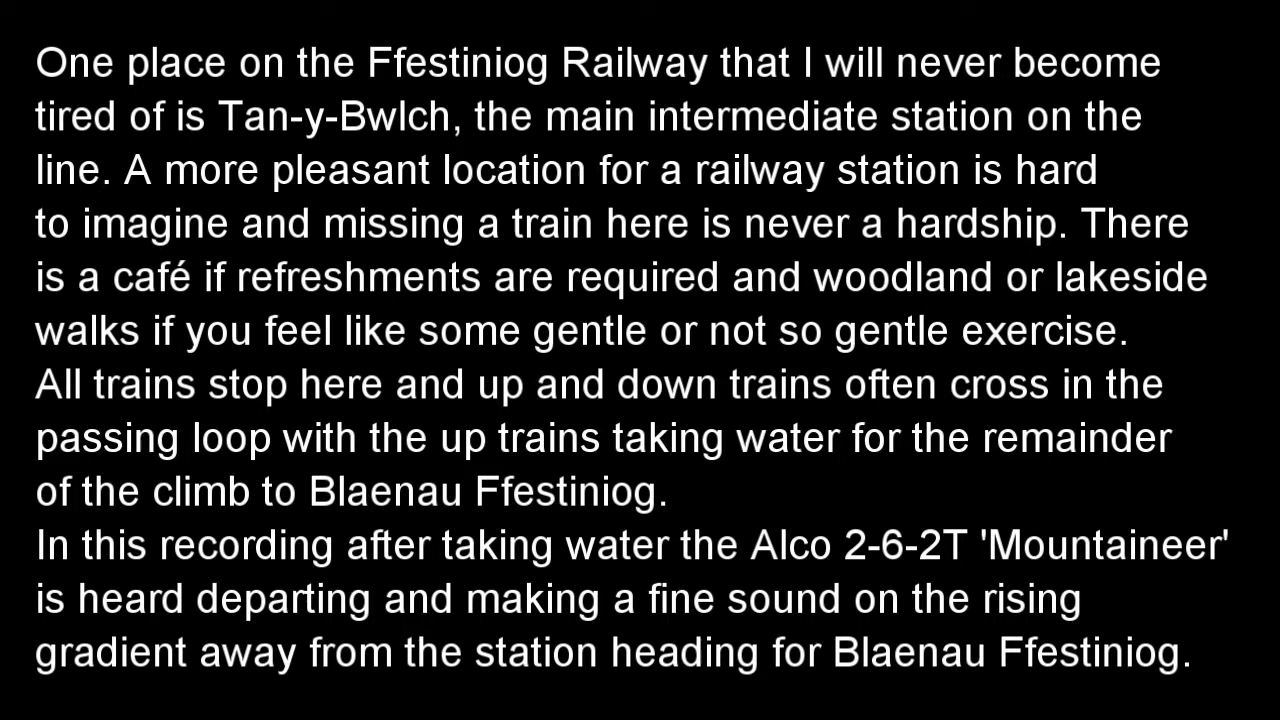 One place on the Ffestiniog Railway that I will never become
tired of is Tan-y-Bwlch, the main intermediate station on the
line. A more pleasant location for a railway station is hard
to imagine and missing a train here is never a hardship. There
is a café if refreshments are required and woodland or lakeside
walks if you feel like some gentle or not so gentle exercise.
All trains stop here and up and down trains often cross in the
passing loop with the up trains taking water for the remainder
of the climb to Blaenau Ffestiniog.
In this recording after taking water the Alco 2-6-2T 'Mountaineer'
is heard departing and making a fine sound on the rising
gradient away from the station heading for Blaenau Ffestiniog.